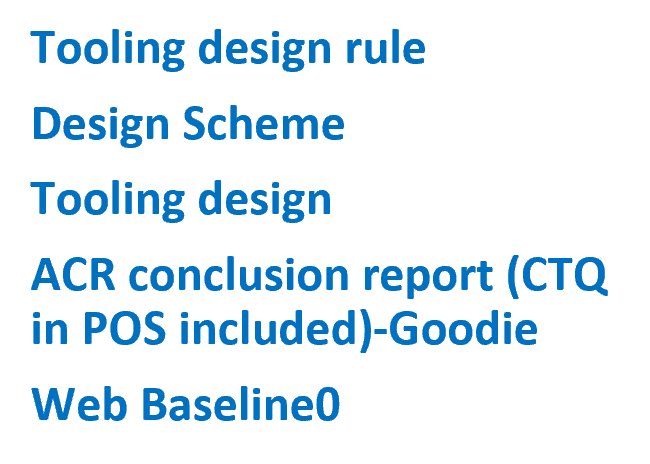 Tooling design rule
Design Scheme
Tooling design
ACR conclusion report (CTQ
in POS included)-Goodie
Web Baseline0